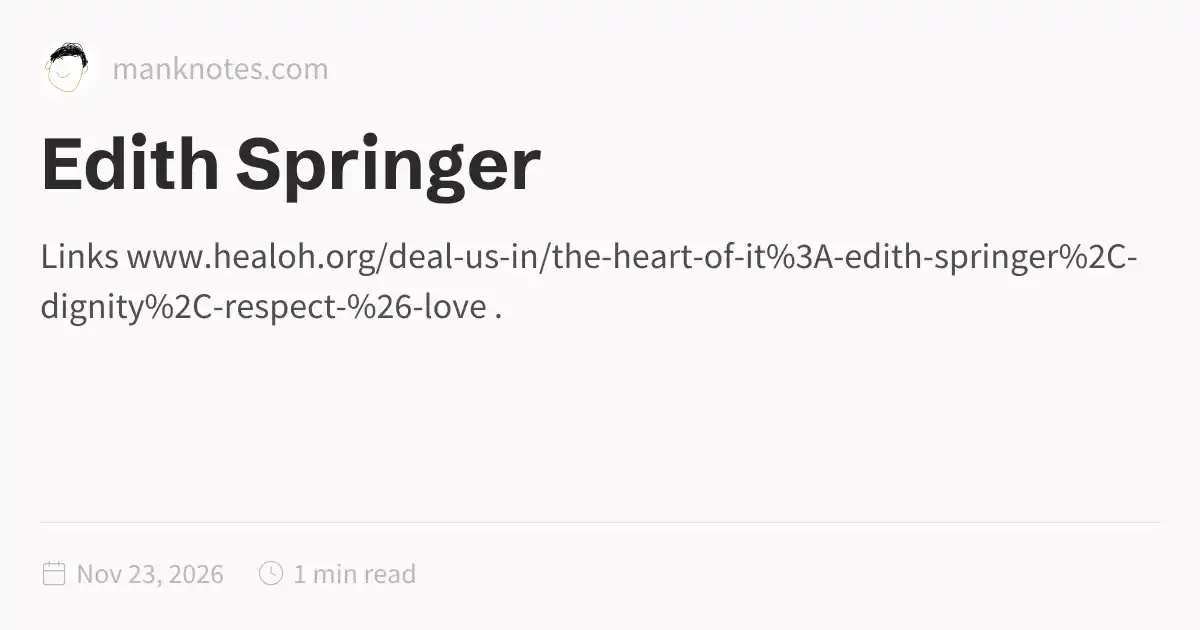 manknotes.com
Edith Springer
Links www.healoh.org/deal-us-in/the-heart-of-it%3A-edith-springer%2C-
dignity%2C-respect-%26-love .
Nov 23, 2026 1 min read